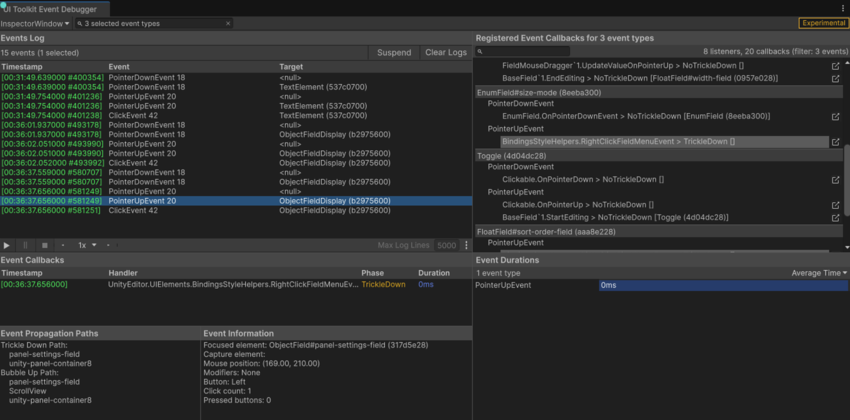 UI Toolkit Event Debugger
InspectorWindow 3 selected event types Experimental
Events Log
15 events (1 selected) Suspend Clear Logs
Timestamp Event Target
[00:31:49.639000 #400354] PointerDownEvent 18 <null>
[00:31:49.639000 #400354] PointerDownEvent 18 TextElement (537c0700)
[00:31:49.754000 #401236] PointerUpEvent 20 <null>
[00:31:49.754000 #401236] PointerUpEvent 20 TextElement (537c0700)
[00:31:49.754000 #401238] ClickEvent 42 TextElement (537c0700)
[00:36:01.937000 #493178] PointerDownEvent 18 <null>
[00:36:01.937000 #493178] PointerDownEvent 18 ObjectFieldDisplay (b2975600)
[00:36:02.051000 #493990] PointerUpEvent 20 <null>
[00:36:02.051000 #493990] PointerUpEvent 20 ObjectFieldDisplay (b2975600)
[00:36:02.052000 #493992] ClickEvent 42 ObjectFieldDisplay (b2975600)
[00:36:37.559000 #580707] PointerDownEvent 18 <null>
[00:36:37.559000 #580707] PointerDownEvent 18 ObjectFieldDisplay (b2975600)
[00:36:37.656000 #581249] PointerUpEvent 20 <null>
[00:36:37.656000 #581249] PointerUpEvent 20 ObjectFieldDisplay (b2975600)
[00:36:37.656000 #581251] ClickEvent 42 ObjectFieldDisplay (b2975600)
1x Max Log Lines 5000
Event Callbacks
Timestamp Handler Phase Duration
[00:36:37.656000] UnityEditor.UIElements.BindingsStyleHelpers.RightClickFieldMenuEv... TrickleDown 0ms
Event Propagation Paths
Trickle Down Path:
panel-settings-field
unity-panel-container8
Bubble Up Path:
panel-settings-field
ScrollView
unity-panel-container8
Event Information
Focused element: ObjectField#panel-settings-field (317d5e28)
Capture element:
Mouse position: (169.00, 210.00)
Modifiers: None
Button: Left
Click count: 1
Pressed buttons: 0
Registered Event Callbacks for 3 event types
8 listeners, 20 callbacks (filter: 3 events)
FieldMouseDragger`1.UpdateValueOnPointerUp > NoTrickleDown []
BaseField`1.EndEditing > NoTrickleDown [FloatField#width-field (0957e028)]
EnumField#size-mode (8eeba300)
PointerDownEvent
EnumField.OnPointerDownEvent > NoTrickleDown [EnumField (8eeba300)]
PointerUpEvent
BindingsStyleHelpers.RightClickFieldMenuEvent > TrickleDown []
Toggle (4d04dc28)
PointerDownEvent
Clickable.OnPointerDown > NoTrickleDown []
PointerUpEvent
Clickable.OnPointerUp > NoTrickleDown []
BaseField`1.StartEditing > NoTrickleDown [Toggle (4d04dc28)]
FloatField#sort-order-field (aaa8e228)
PointerUpEvent
Event Durations
1 event type Average Time
PointerUpEvent 0ms